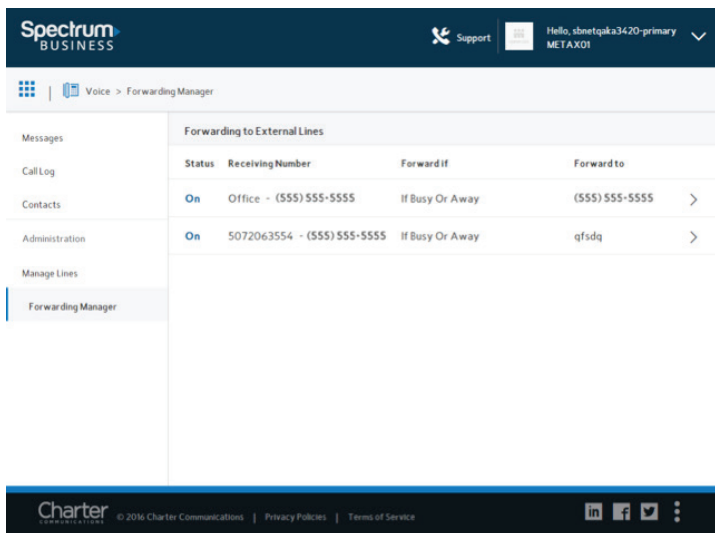 Spectrum
BUSINESS
Support
Hello, sbnetqaka3420-primary
METAX01
Voice > Forwarding Manager
Messages
Call Log
Contacts
Administration
Manage Lines
Forwarding Manager
Forwarding to External Lines
Status Receiving Number Forward if Forward to
On Office - (555) 555-5555 If Busy Or Away (555) 555-5555
On 5072063554 - (555) 555-5555 If Busy Or Away qfsdq
Charter
COMMUNICATIONS
© 2016 Charter Communications | Privacy Policies | Terms of Service
in f